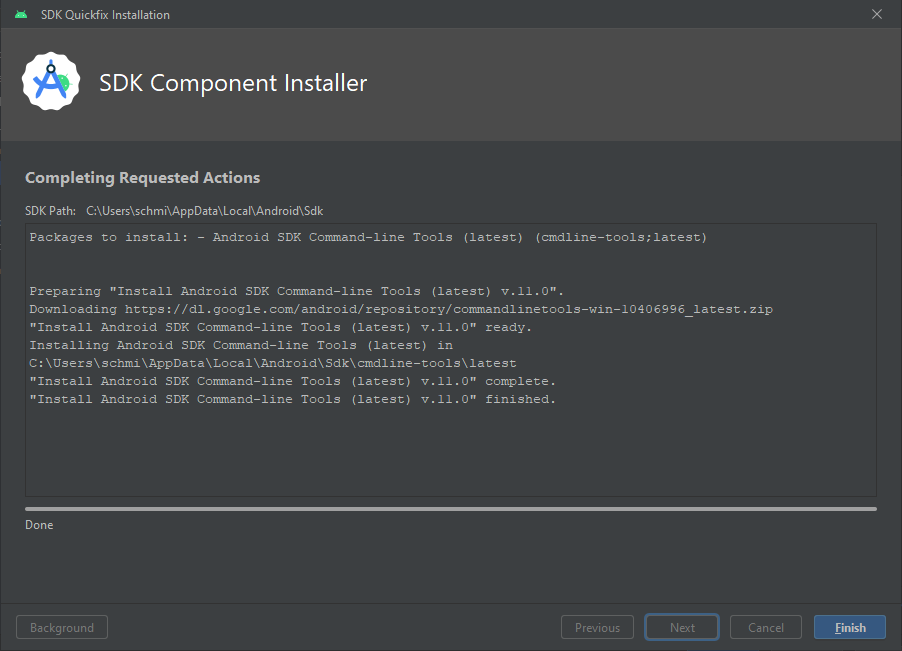 SDK Quickfix Installation
SDK Component Installer
Completing Requested Actions
SDK Path: C:\Users\schmi\AppData\Local\Android\Sdk
Packages to install: - Android SDK Command-line Tools (latest) (cmdline-tools;latest)
Preparing "Install Android SDK Command-line Tools (latest) v.11.0".
Downloading https://dl.google.com/android/repository/commandlinetools-win-10406996_latest.zip
"Install Android SDK Command-line Tools (latest) v.11.0" ready.
Installing Android SDK Command-line Tools (latest) in
C:\Users\schmi\AppData\Local\Android\Sdk\cmdline-tools\latest
"Install Android SDK Command-line Tools (latest) v.11.0" complete.
"Install Android SDK Command-line Tools (latest) v.11.0" finished.
Done
Background Previous Next Cancel Finish